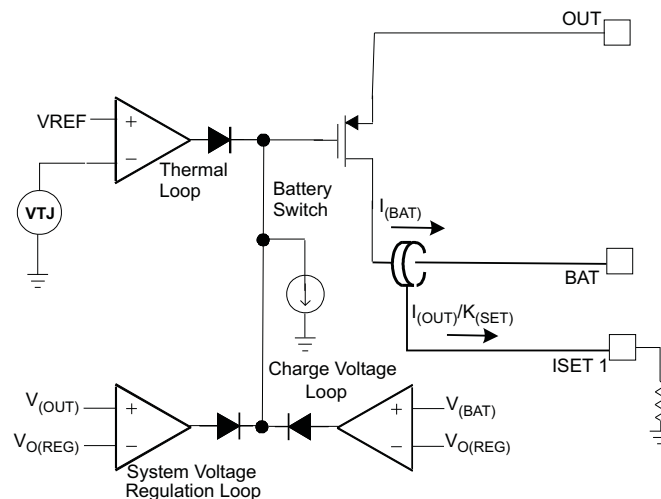 OUT
VREF
+
−
Thermal
Loop
VTJ
Battery
Switch
I(BAT)
BAT
I(OUT)/K(SET)
ISET 1
Charge Voltage
Loop
V(OUT)
+
VO(REG)
−
System Voltage
Regulation Loop
+
V(BAT)
−
VO(REG)